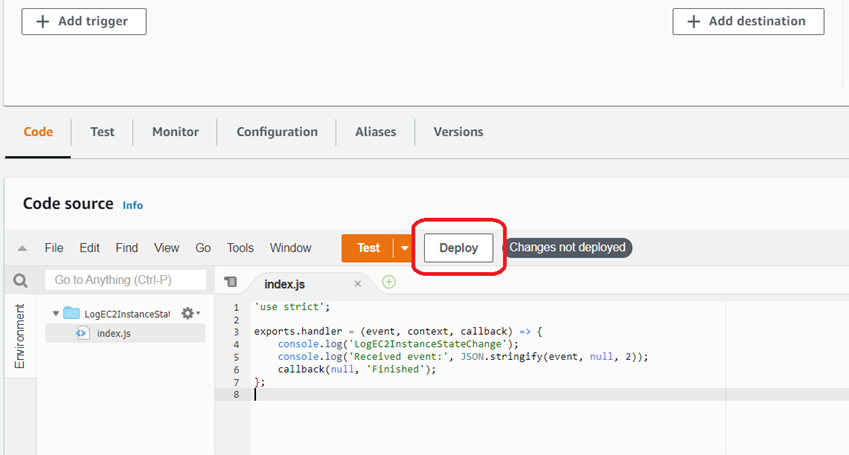 Add trigger
Add destination
Code
Test
Monitor
Configuration
Aliases
Versions
Code source Info
File Edit Find View Go Tools Window Test Deploy Changes not deployed
Go to Anything (Ctrl-P)
index.js
Environment
LogEC2InstanceStat
index.js
1 'use strict';
2
3 exports.handler = (event, context, callback) => {
4     console.log('LogEC2InstanceStateChange');
5     console.log('Received event:', JSON.stringify(event, null, 2));
6     callback(null, 'Finished');
7 };
8